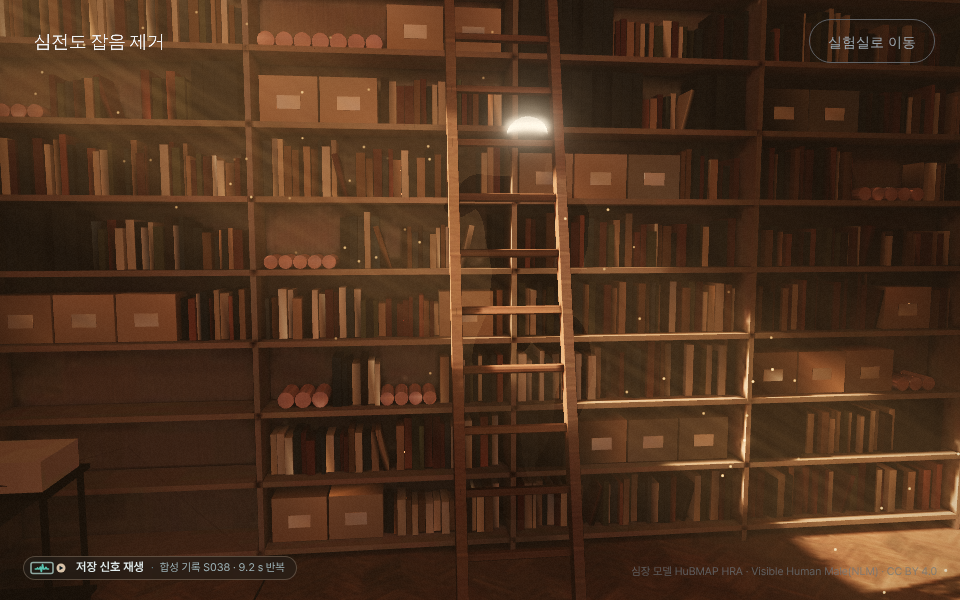 심전도 잡음 제거
실험실로 이동
저장 신호 재생 · 합성 기록 S038 · 9.2 s 반복
심장 모델 HuBMAP HRA · Visible Human